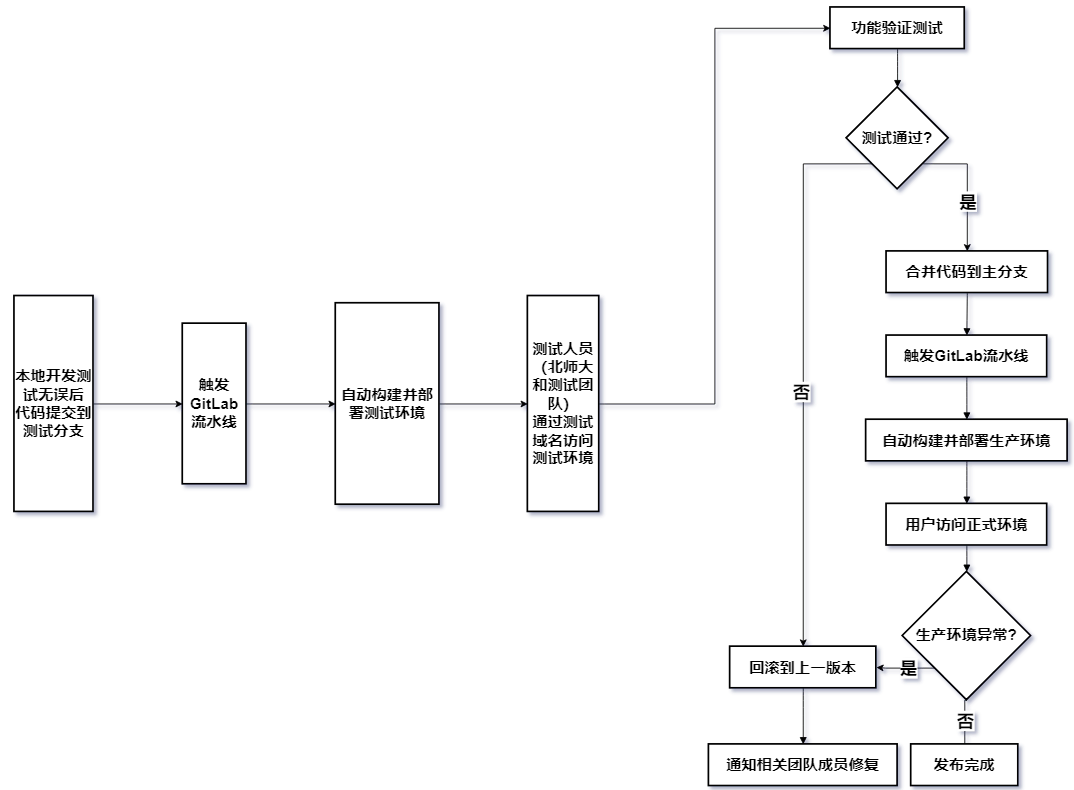 本地开发测
试无误后
代码提交到
测试分支
触发
GitLab
流水线
自动构建并部
署测试环境
测试人员
（北师大
和测试团
队）
通过测试
域名访问
测试环境
功能验证测试
测试通过?
是
否
合并代码到主分支
触发GitLab流水线
自动构建并部署生产环境
用户访问正式环境
生产环境异常?
是
否
回滚到上一版本
通知相关团队成员修复
发布完成